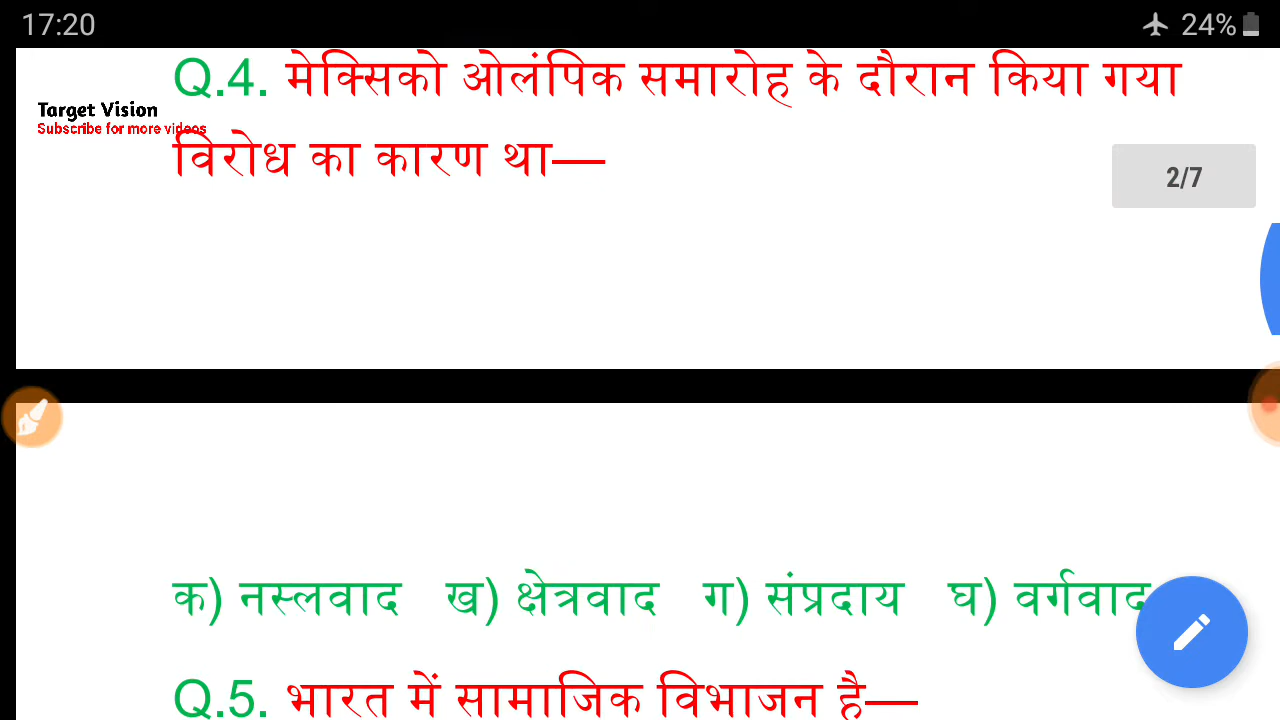 17:20 24%
Q.4. मेक्सिको ओलंपिक समारोह के दौरान किया गया
Target Vision
Subscribe for more videos
विरोध का कारण था—
2/7
क) नस्लवाद ख) क्षेत्रवाद ग) संप्रदाय घ) वर्गवाद
Q.5. भारत में सामाजिक विभाजन है—